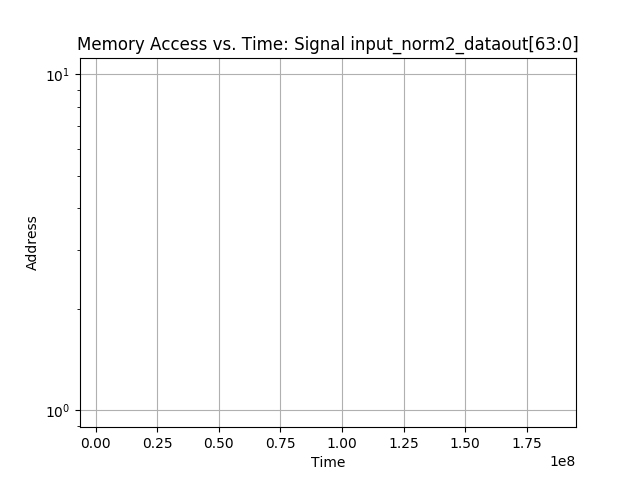 Memory Access vs. Time: Signal input_norm2_dataout[63:0]
10¹
Address
10⁰
0.00 0.25 0.50 0.75 1.00 1.25 1.50 1.75
Time
1e8